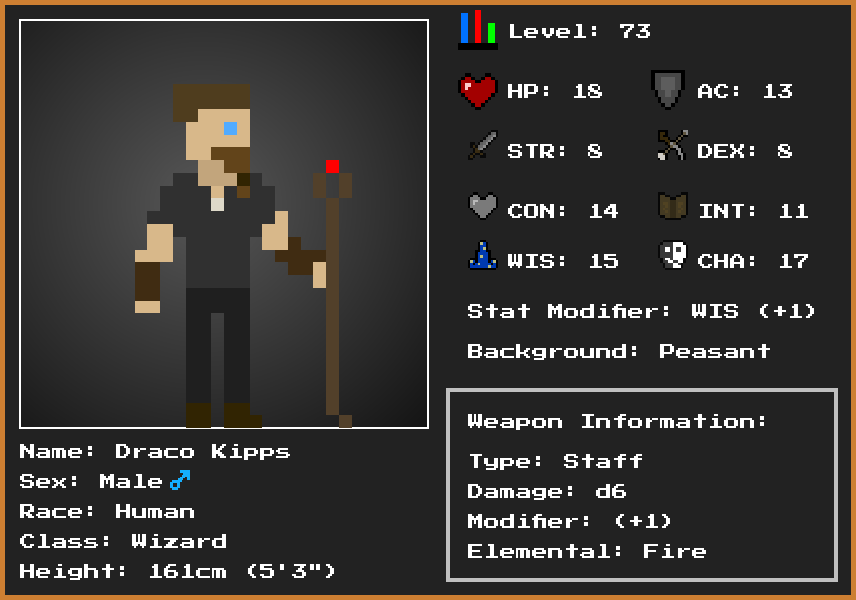 Level: 73
HP: 18 AC: 13
STR: 8 DEX: 8
CON: 14 INT: 11
WIS: 15 CHA: 17
Stat Modifier: WIS (+1)
Background: Peasant
Weapon Information:
Type: Staff
Damage: d6
Modifier: (+1)
Elemental: Fire
Name: Draco Kipps
Sex: Male♂
Race: Human
Class: Wizard
Height: 161cm (5'3")